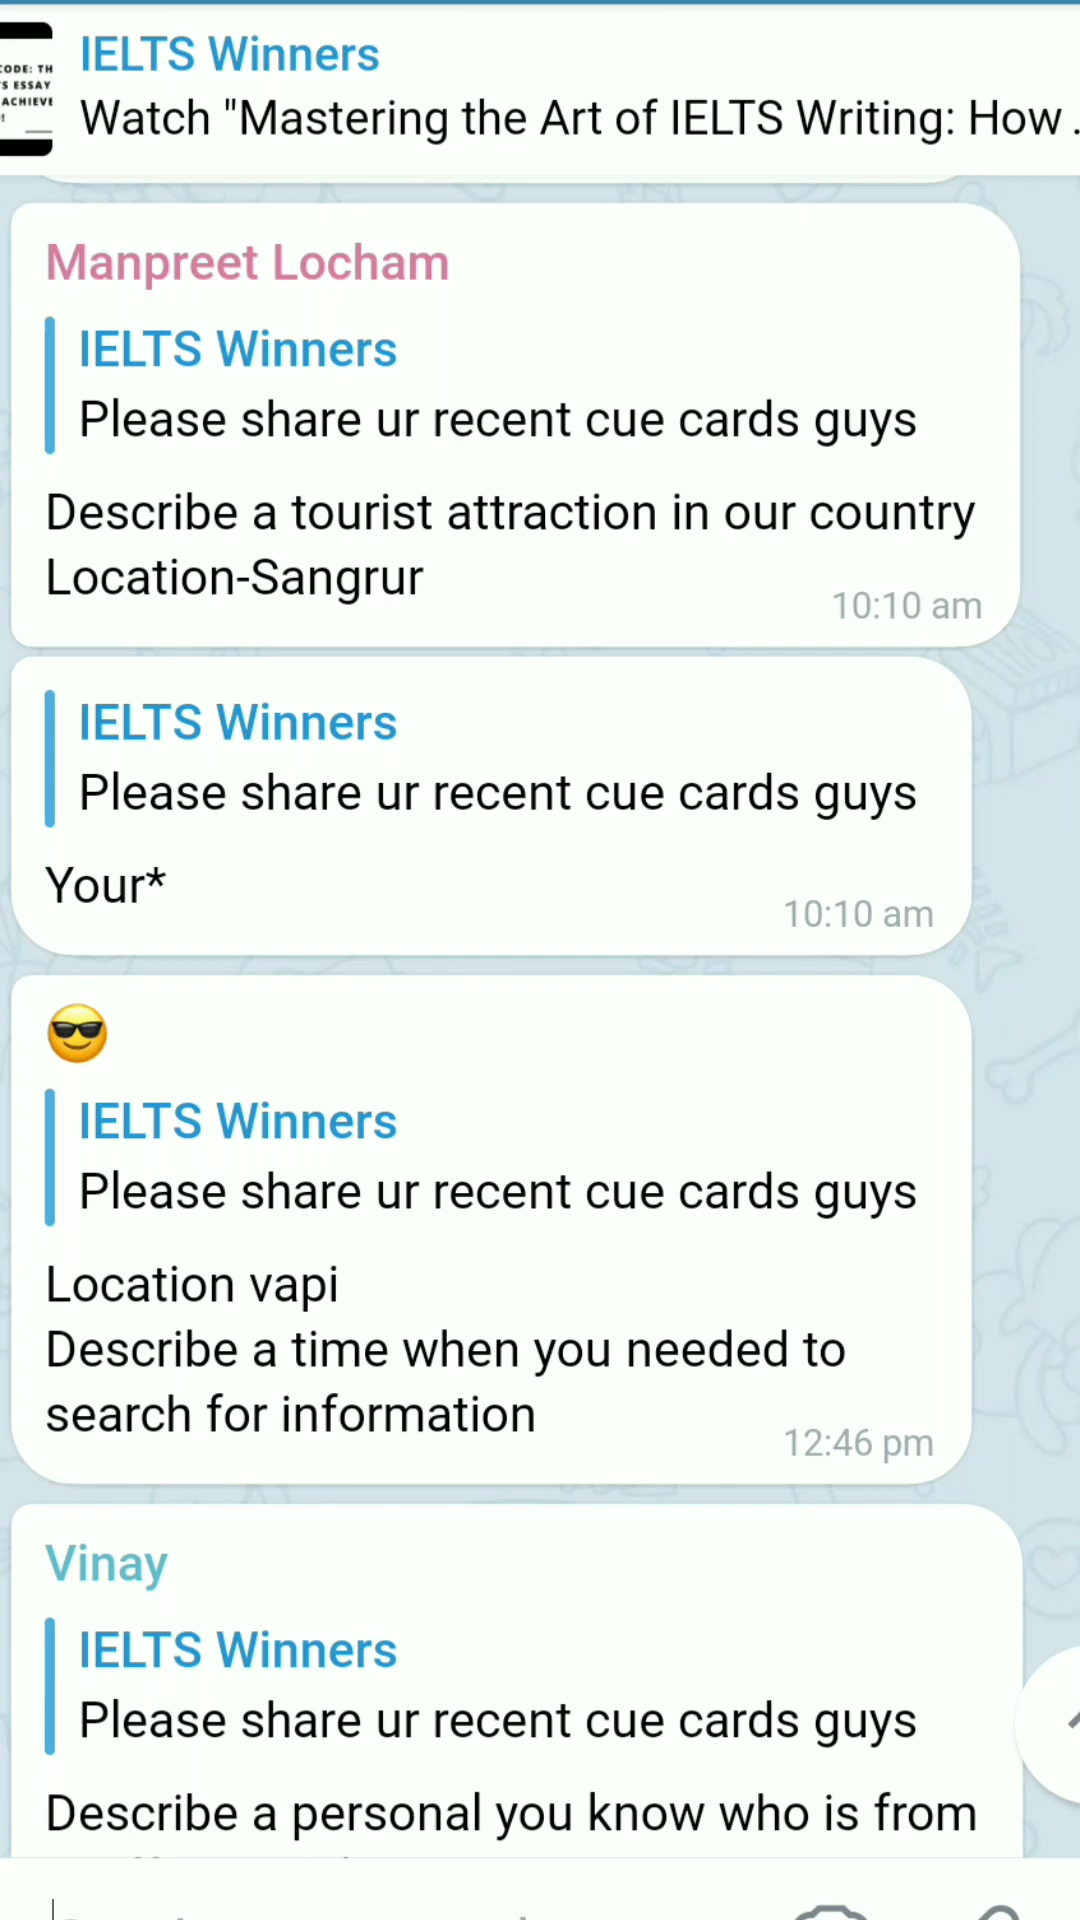 CODE: TH
S ESSAY
ACHIEVE
!
IELTS Winners
Watch "Mastering the Art of IELTS Writing: How .
Manpreet Locham
IELTS Winners
Please share ur recent cue cards guys
Describe a tourist attraction in our country
Location-Sangrur
10:10 am
IELTS Winners
Please share ur recent cue cards guys
Your*
10:10 am
😎
IELTS Winners
Please share ur recent cue cards guys
Location vapi
Describe a time when you needed to
search for information
12:46 pm
Vinay
IELTS Winners
Please share ur recent cue cards guys
Describe a personal you know who is from